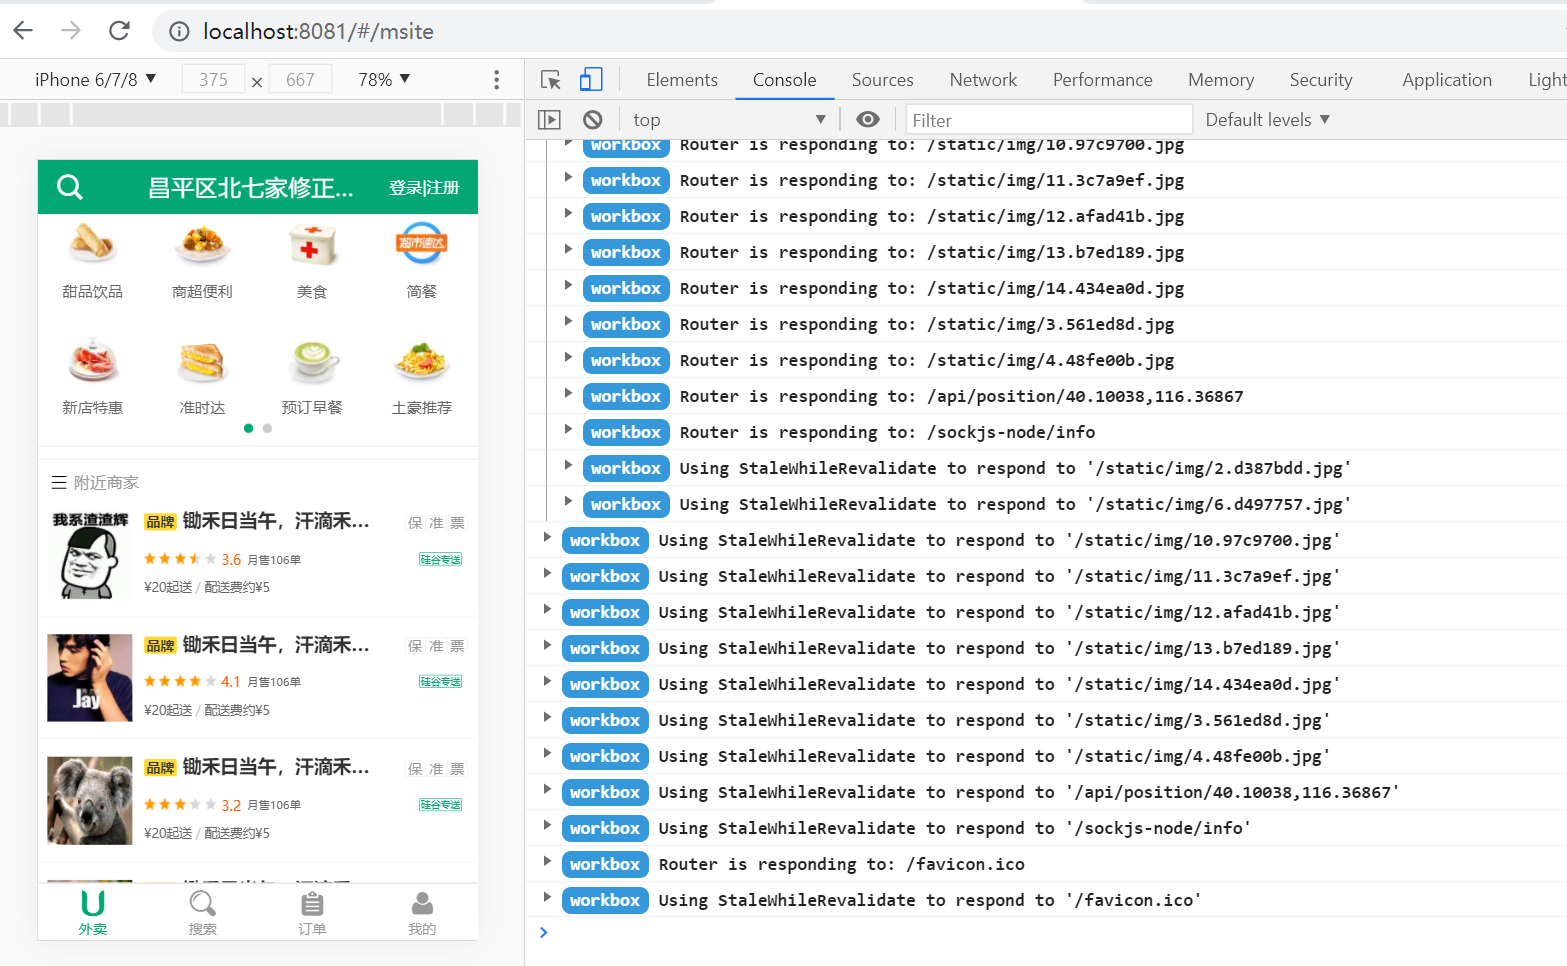 localhost:8081/#/msite
iPhone 6/7/8 ▼ 375 × 667 78% ▼
Elements Console Sources Network Performance Memory Security Application Light
top ▼ Filter Default levels ▼
昌平区北七家修正... 登录|注册
超市速达
甜品饮品 商超便利 美食 简餐
新店特惠 准时达 预订早餐 土豪推荐
附近商家
我系渣渣辉
品牌 锄禾日当午，汗滴禾... 保 准 票
3.6 月售106单 硅谷专送
¥20起送 / 配送费约¥5
Jay
品牌 锄禾日当午，汗滴禾... 保 准 票
4.1 月售106单 硅谷专送
¥20起送 / 配送费约¥5
品牌 锄禾日当午，汗滴禾... 保 准 票
3.2 月售106单 硅谷专送
¥20起送 / 配送费约¥5
外卖 搜索 订单 我的
workbox Router is responding to: /static/img/10.97c9700.jpg
workbox Router is responding to: /static/img/11.3c7a9ef.jpg
workbox Router is responding to: /static/img/12.afad41b.jpg
workbox Router is responding to: /static/img/13.b7ed189.jpg
workbox Router is responding to: /static/img/14.434ea0d.jpg
workbox Router is responding to: /static/img/3.561ed8d.jpg
workbox Router is responding to: /static/img/4.48fe00b.jpg
workbox Router is responding to: /api/position/40.10038,116.36867
workbox Router is responding to: /sockjs-node/info
workbox Using StaleWhileRevalidate to respond to '/static/img/2.d387bdd.jpg'
workbox Using StaleWhileRevalidate to respond to '/static/img/6.d497757.jpg'
workbox Using StaleWhileRevalidate to respond to '/static/img/10.97c9700.jpg'
workbox Using StaleWhileRevalidate to respond to '/static/img/11.3c7a9ef.jpg'
workbox Using StaleWhileRevalidate to respond to '/static/img/12.afad41b.jpg'
workbox Using StaleWhileRevalidate to respond to '/static/img/13.b7ed189.jpg'
workbox Using StaleWhileRevalidate to respond to '/static/img/14.434ea0d.jpg'
workbox Using StaleWhileRevalidate to respond to '/static/img/3.561ed8d.jpg'
workbox Using StaleWhileRevalidate to respond to '/static/img/4.48fe00b.jpg'
workbox Using StaleWhileRevalidate to respond to '/api/position/40.10038,116.36867'
workbox Using StaleWhileRevalidate to respond to '/sockjs-node/info'
workbox Router is responding to: /favicon.ico
workbox Using StaleWhileRevalidate to respond to '/favicon.ico'